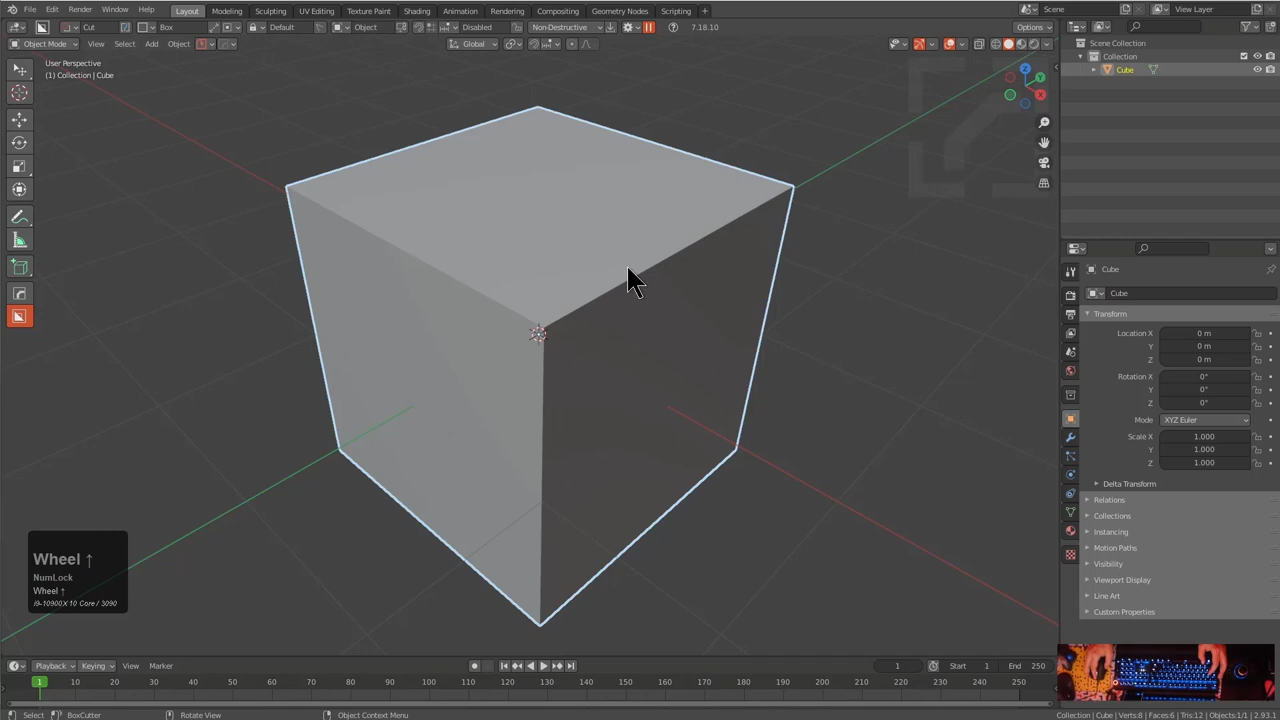 File Edit Render Window Help
Layout Modeling Sculpting UV Editing Texture Paint Shading Animation Rendering Compositing Geometry Nodes Scripting
Scene View Layer
Cut Box Default Object Disabled Non-Destructive 7.18.10 Options
Object Mode View Select Add Object Global
User Perspective
(1) Collection | Cube
Scene Collection
Collection
Cube
Z
Y
X
Cube
Cube
Transform
Location X 0 m
Y 0 m
Z 0 m
Rotation X 0°
Y 0°
Z 0°
Mode XYZ Euler
Scale X 1.000
Y 1.000
Z 1.000
Delta Transform
Relations
Collections
Instancing
Motion Paths
Visibility
Viewport Display
Line Art
Custom Properties
Wheel ↑
NumLock
Wheel ↑
i9-10900X 10 Core / 3090
Playback Keying View Marker 1 Start 1 End 250
1 10 20 30 40 50 60 70 80 90 100 110 120 130 140 150 160 170 180 190 200 210 220 230 240 250
Select BoxCutter Rotate View Object Context Menu Collection | Cube | Verts:8 | Faces:6 | Tris:12 | Objects:1/1 | 2.93.1